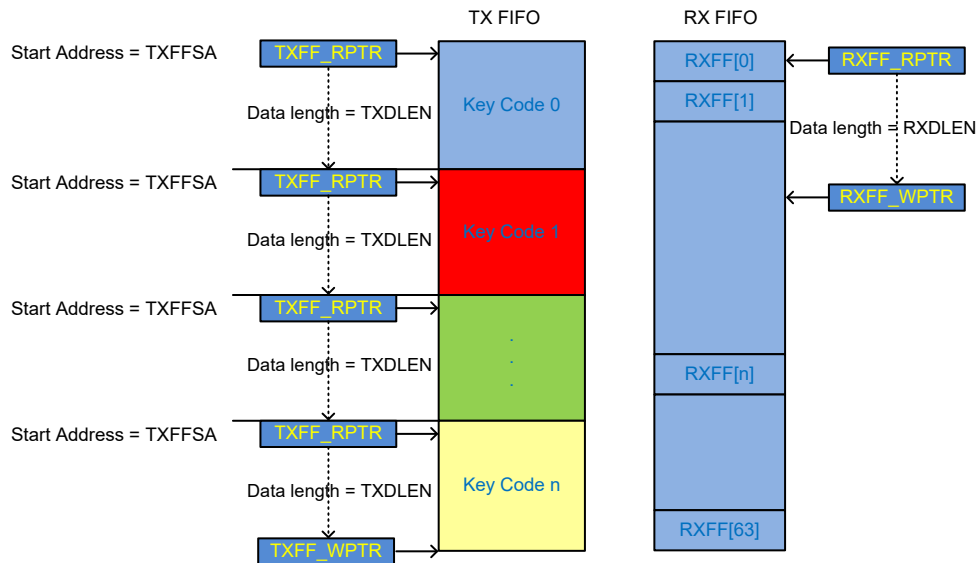 TX FIFO
RX FIFO
Start Address = TXFFSA
TXFF_RPTR
Key Code 0
RXFF[0]
RXFF_RPTR
RXFF[1]
Data length = TXDLEN
Data length = RXDLEN
Start Address = TXFFSA
TXFF_RPTR
RXFF_WPTR
Key Code 1
Data length = TXDLEN
Start Address = TXFFSA
TXFF_RPTR
.
.
.
Data length = TXDLEN
RXFF[n]
Start Address = TXFFSA
TXFF_RPTR
Key Code n
Data length = TXDLEN
RXFF[63]
TXFF_WPTR